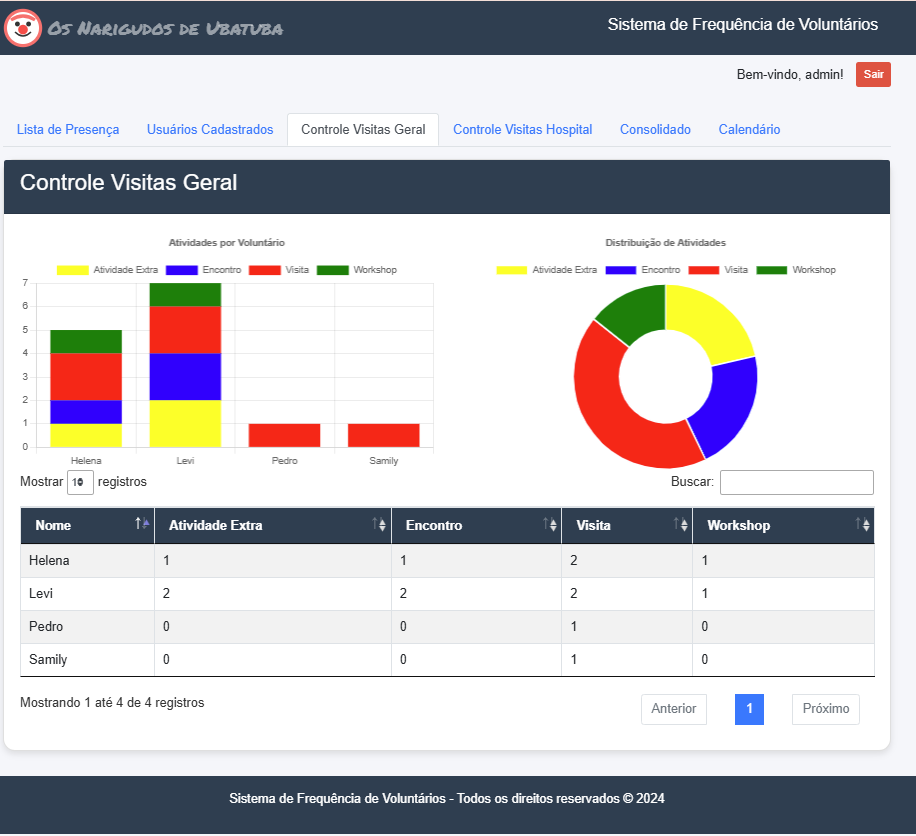 Os Narigudos de Ubatuba
Sistema de Frequência de Voluntários
Bem-vindo, admin! Sair
Lista de Presença Usuários Cadastrados Controle Visitas Geral Controle Visitas Hospital Consolidado Calendário
Controle Visitas Geral
Atividades por Voluntário
Atividade Extra Encontro Visita Workshop
7
6
5
4
3
2
1
0
Helena Levi Pedro Samily
Distribuição de Atividades
Atividade Extra Encontro Visita Workshop
Mostrar 10 registros
Buscar:
Nome Atividade Extra Encontro Visita Workshop
Helena 1 1 2 1
Levi 2 2 2 1
Pedro 0 0 1 0
Samily 0 0 1 0
Mostrando 1 até 4 de 4 registros
Anterior 1 Próximo
Sistema de Frequência de Voluntários - Todos os direitos reservados © 2024